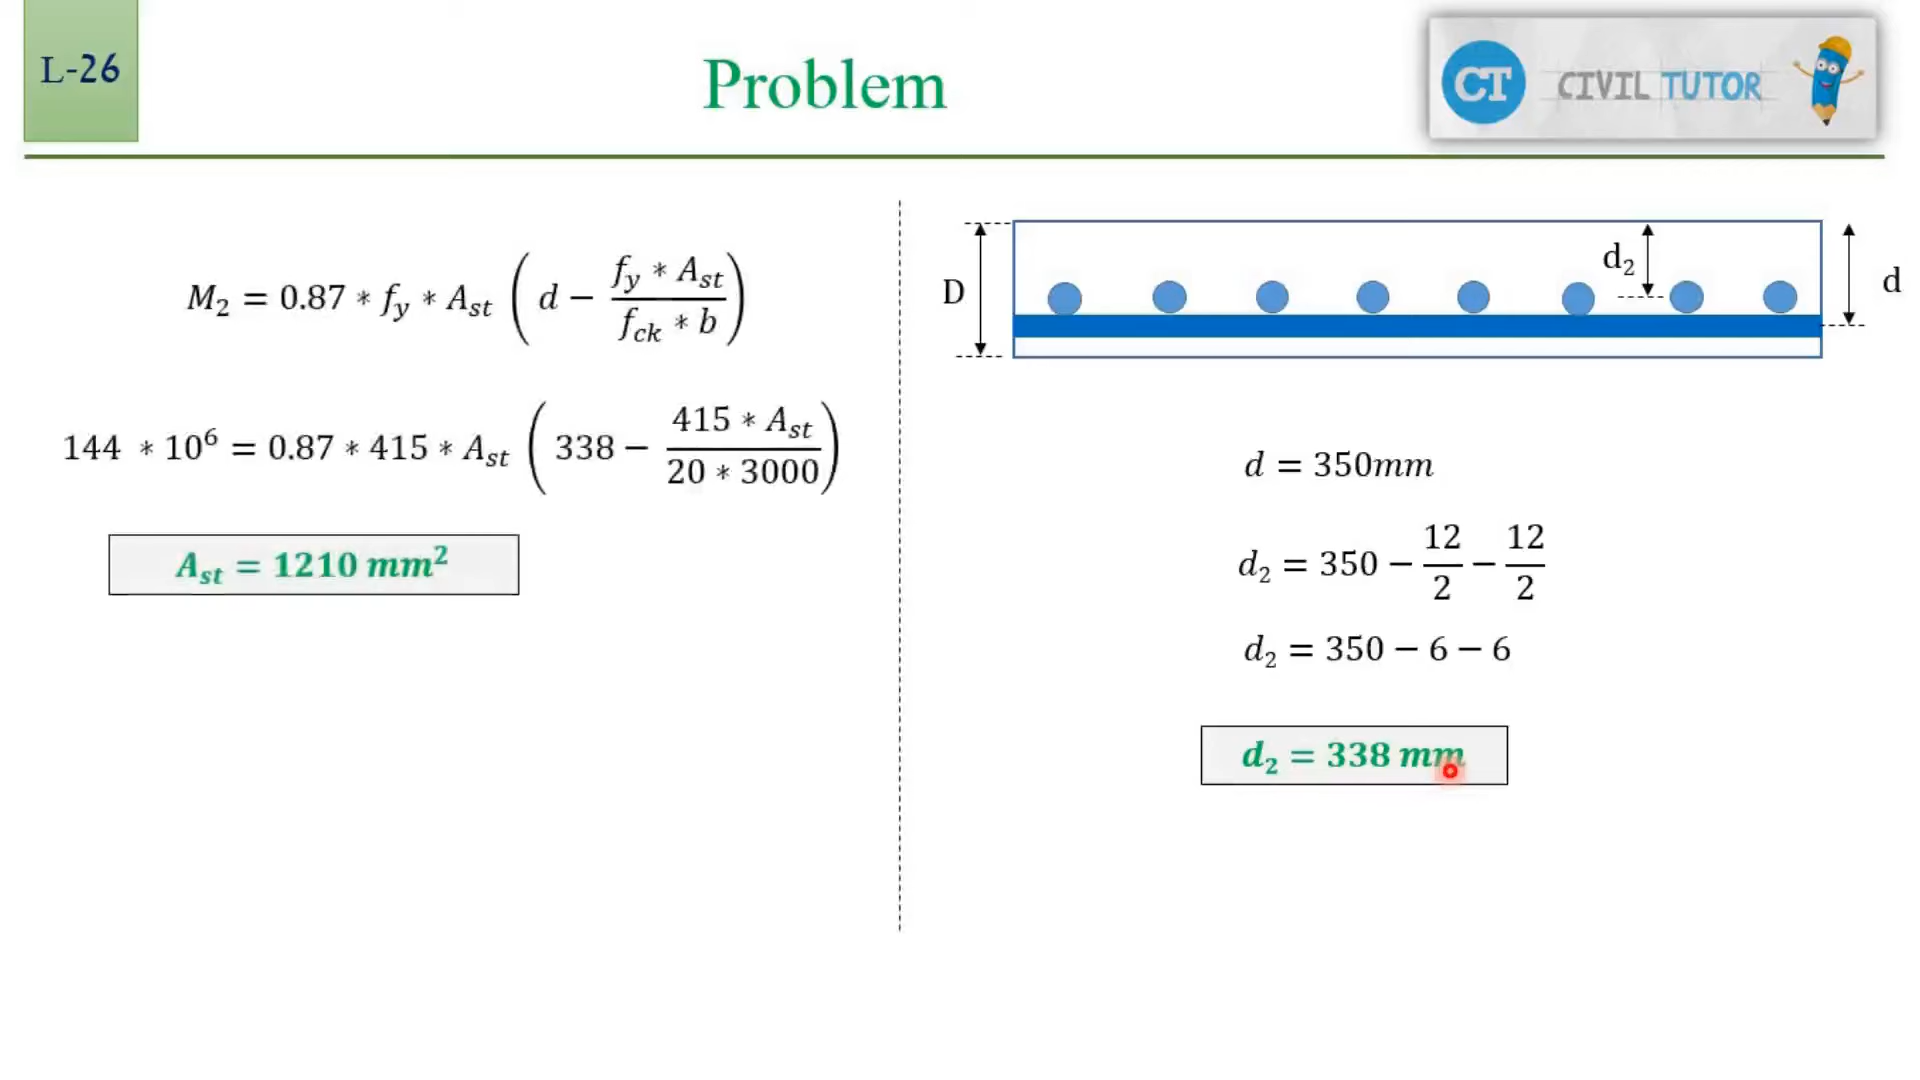 L-26
Problem
CT CIVIL TUTOR
M₂ = 0.87 * f_y * A_st ( d − (f_y * A_st) / (f_ck * b) )
144 * 10⁶ = 0.87 * 415 * A_st ( 338 − (415 * A_st) / (20 * 3000) )
A_st = 1210 mm²
D
d₂
d
d = 350mm
d₂ = 350 − 12/2 − 12/2
d₂ = 350 − 6 − 6
d₂ = 338 mm